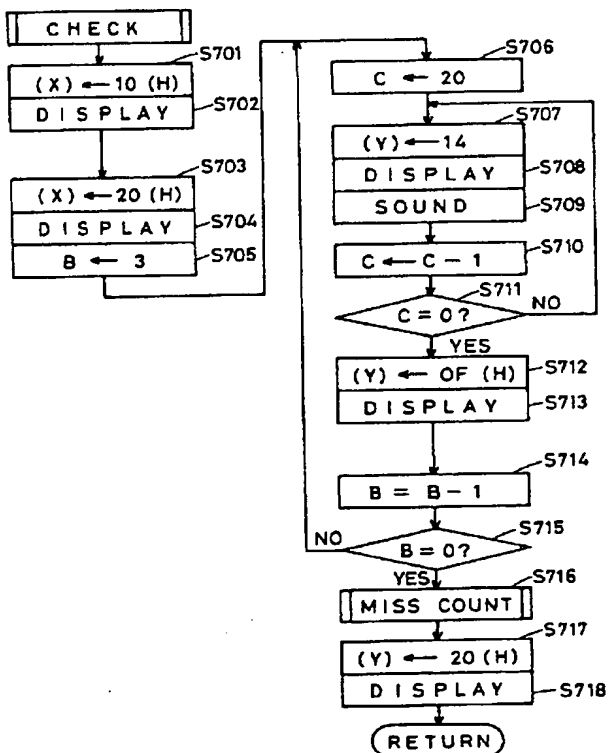 CHECK
S701
(X) ← 10 (H)
S702
DISPLAY
S703
(X) ← 20 (H)
S704
DISPLAY
S705
B ← 3
S706
C ← 20
S707
(Y) ← 14
DISPLAY
S708
SOUND
S709
S710
C ← C - 1
S711
C = 0?
NO
YES
(Y) ← OF (H)
S712
DISPLAY
S713
S714
B = B - 1
S715
NO
B = 0?
YES
S716
MISS COUNT
S717
(Y) ← 20 (H)
DISPLAY
S718
RETURN